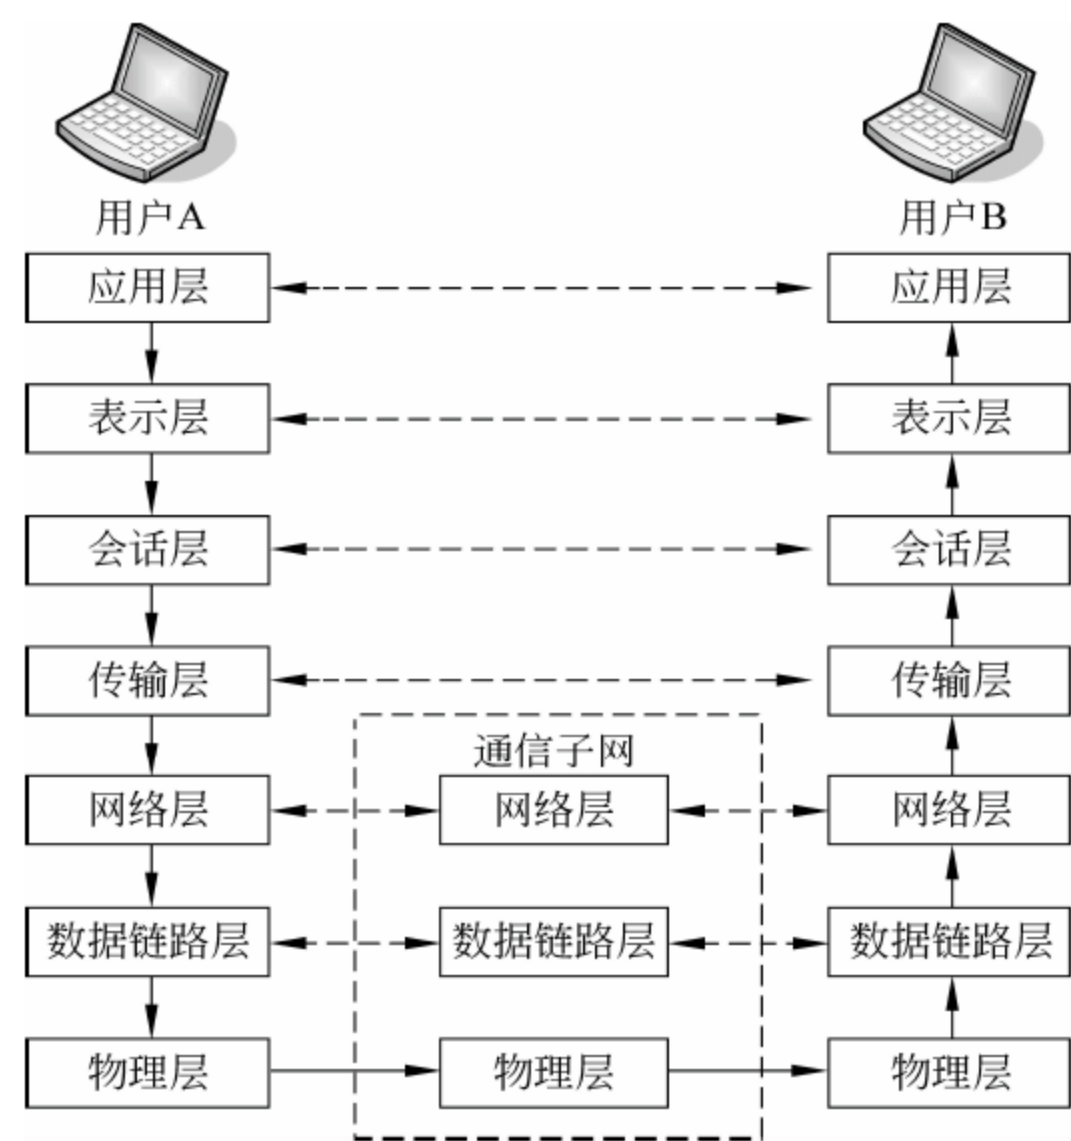 用户A 用户B
应用层 应用层
表示层 表示层
会话层 会话层
传输层 传输层
通信子网
网络层 网络层 网络层
数据链路层 数据链路层 数据链路层
物理层 物理层 物理层